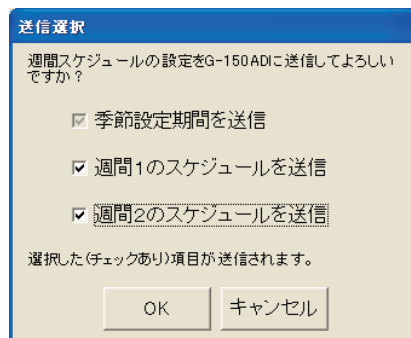 送信選択
週間スケジュールの設定をG-150ADに送信してよろしい
ですか？
季節設定期間を送信
週間1のスケジュールを送信
週間2のスケジュールを送信
選択した(チェックあり)項目が送信されます。
OK
キャンセル